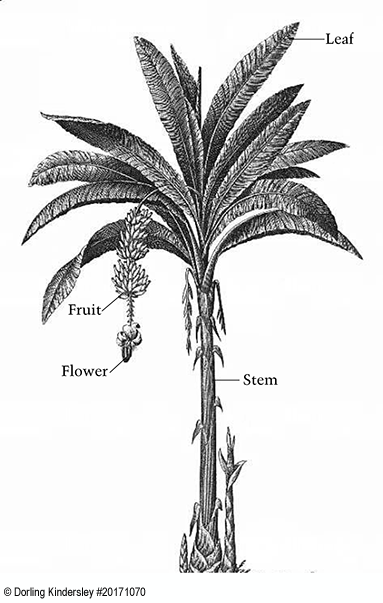 Leaf
Fruit
Flower
Stem
© Dorling Kindersley #20171070